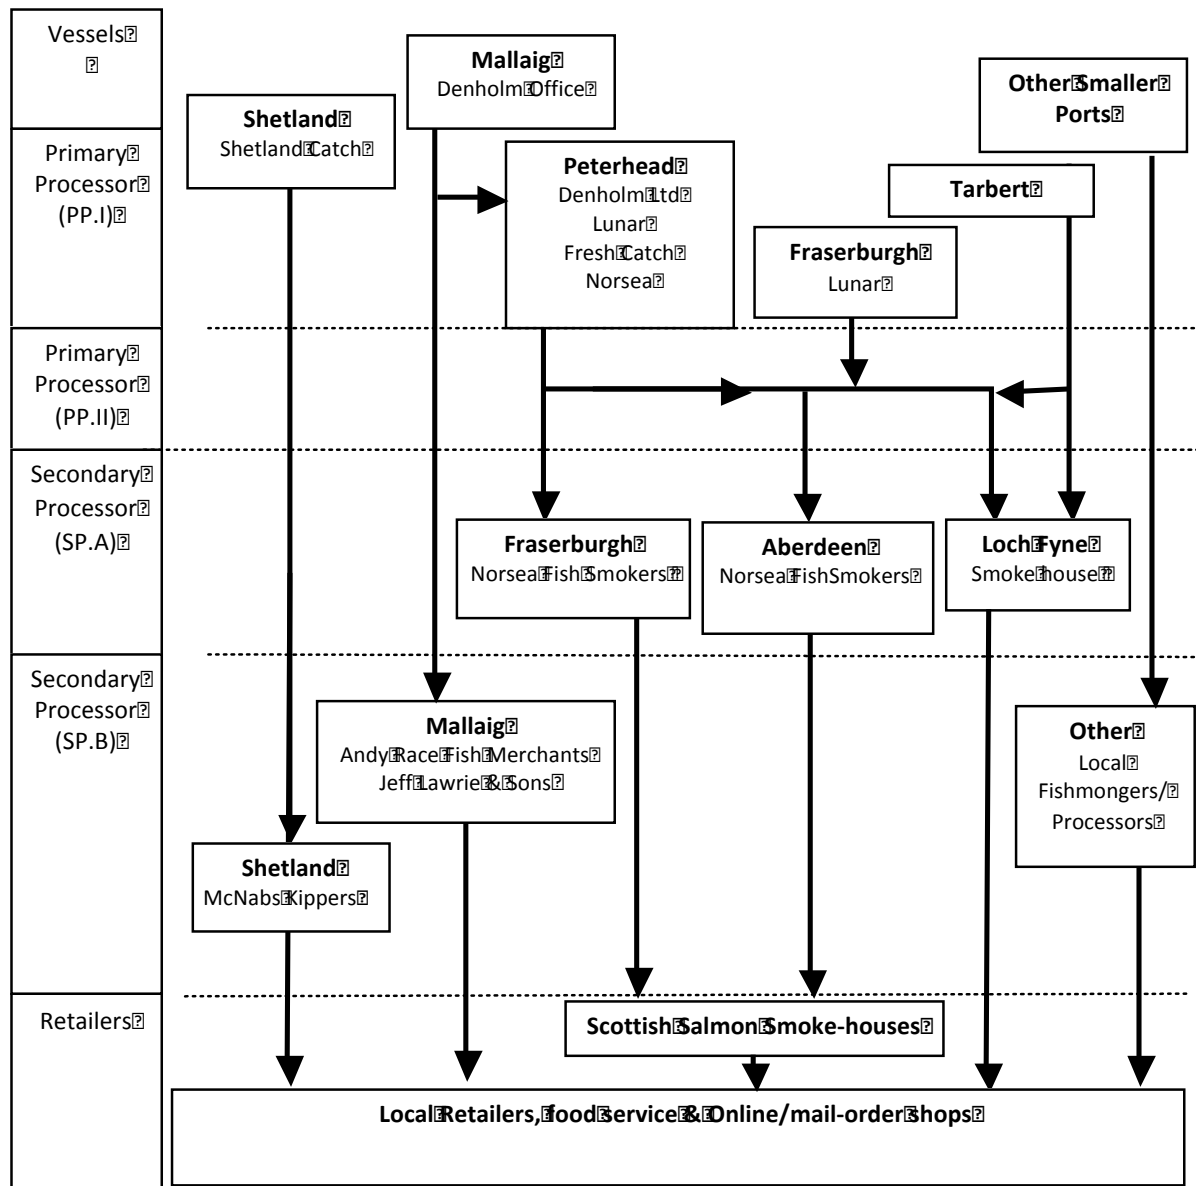 Vessels
Mallaig
Denholm Office
Other Smaller
Ports
Shetland
Shetland Catch
Primary
Processor
(PP.I)
Peterhead
Denholm Ltd
Lunar
Fresh Catch
Norsea
Tarbert
Fraserburgh
Lunar
Primary
Processor
(PP.II)
Secondary
Processor
(SP.A)
Fraserburgh
Norsea Fish Smokers
Aberdeen
Norsea FishSmokers
Loch Fyne
Smoke house
Secondary
Processor
(SP.B)
Mallaig
Andy Race Fish Merchants
Jeff Lawrie & Sons
Other
Local
Fishmongers/
Processors
Shetland
McNabs Kippers
Retailers
Scottish Salmon Smoke-houses
Local Retailers, food service & Online/mail-order shops